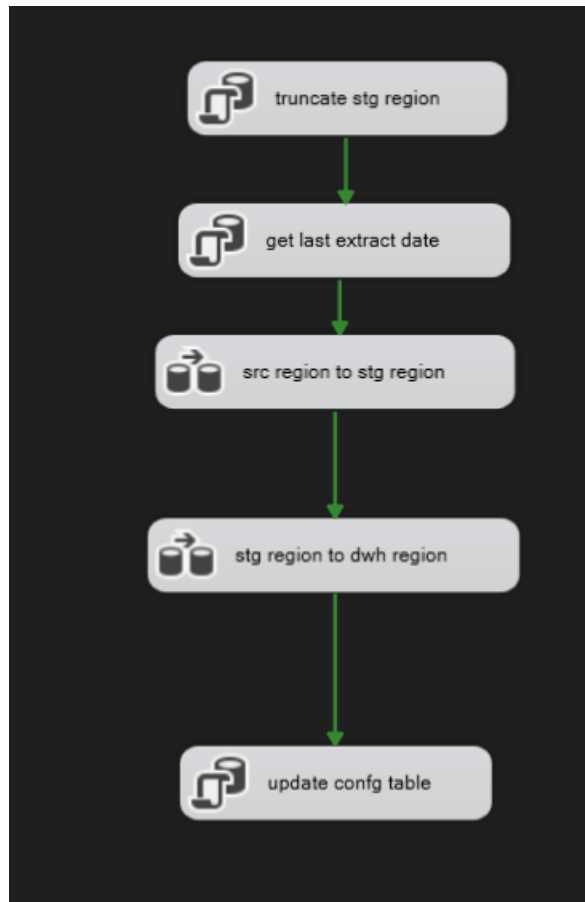 truncate stg region
get last extract date
src region to stg region
stg region to dwh region
update confg table